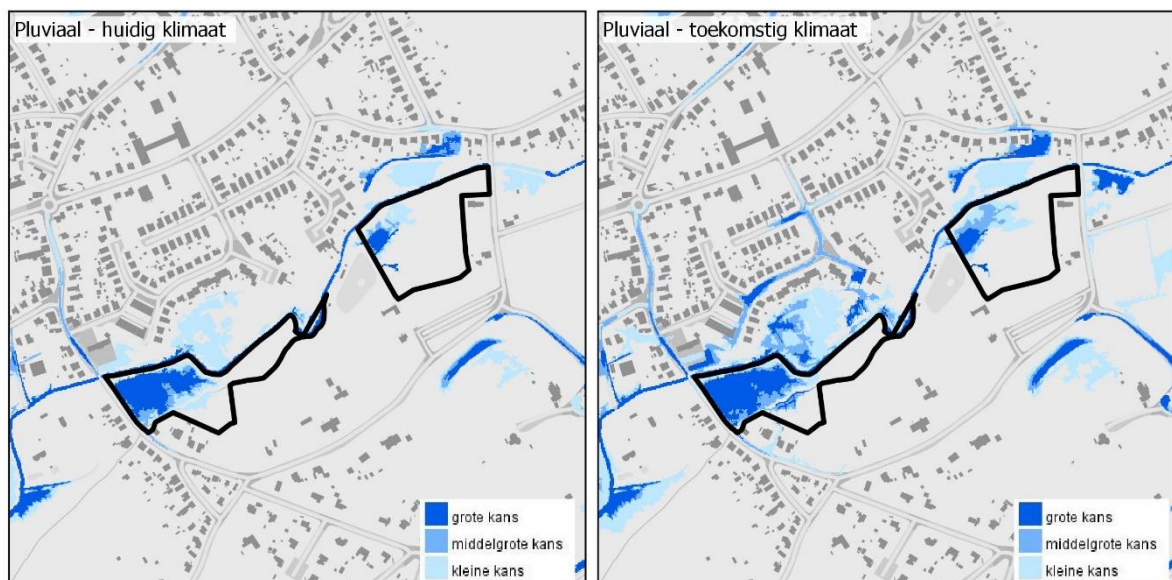 Pluviaal - huidig klimaat
grote kans
middelgrote kans
kleine kans
Pluviaal - toekomstig klimaat
grote kans
middelgrote kans
kleine kans